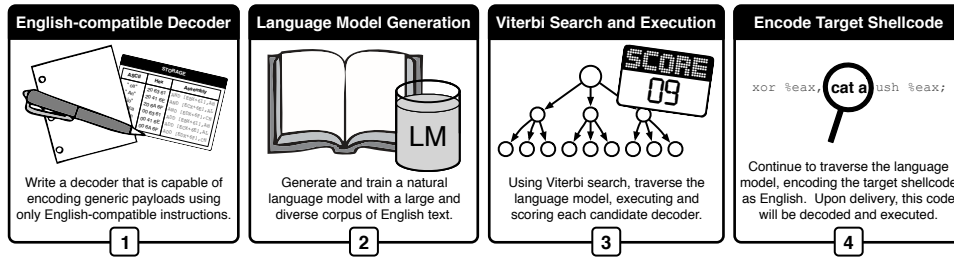 English-compatible Decoder
STORAGE
ASCII Hex Assembly
Write a decoder that is capable of
encoding generic payloads using
only English-compatible instructions.
1
Language Model Generation
LM
Generate and train a natural
language model with a large and
diverse corpus of English text.
2
Viterbi Search and Execution
SCORE
09
Using Viterbi search, traverse the
language model, executing and
scoring each candidate decoder.
3
Encode Target Shellcode
xor %eax, cat a ush %eax;
Continue to traverse the language
model, encoding the target shellcode
as English. Upon delivery, this code
will be decoded and executed.
4